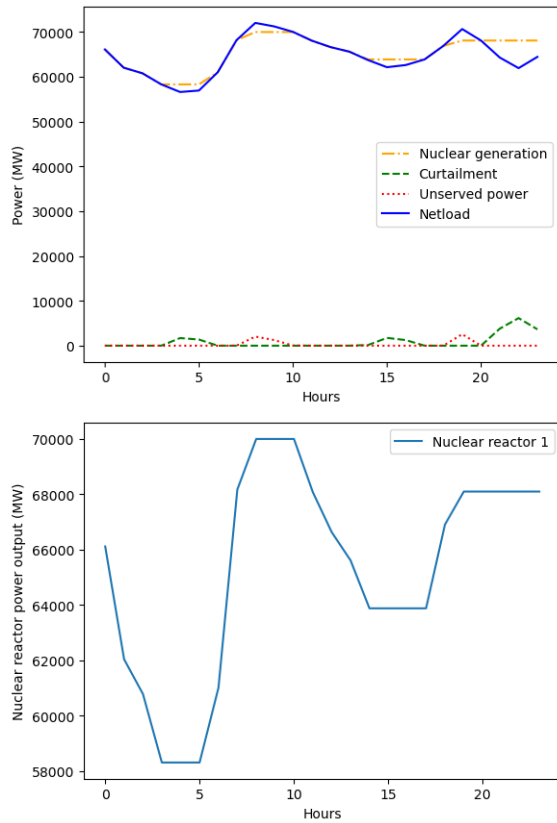 70000
60000
50000
40000
30000
20000
10000
0
Power (MW)
Nuclear generation
Curtailment
Unserved power
Netload
0 5 10 15 20
Hours
70000
68000
66000
64000
62000
60000
58000
Nuclear reactor power output (MW)
Nuclear reactor 1
0 5 10 15 20
Hours